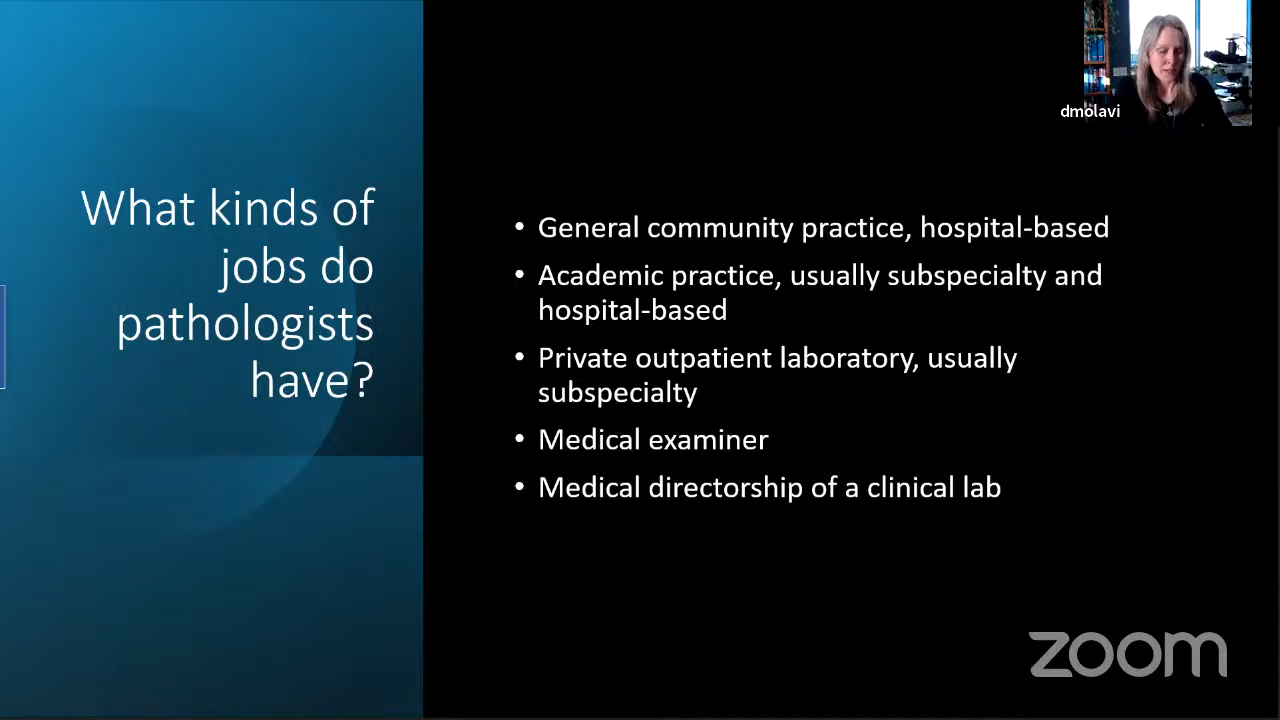 What kinds of
jobs do
pathologists
have?
• General community practice, hospital-based
• Academic practice, usually subspecialty and
hospital-based
• Private outpatient laboratory, usually
subspecialty
• Medical examiner
• Medical directorship of a clinical lab
dmolavi
zoom